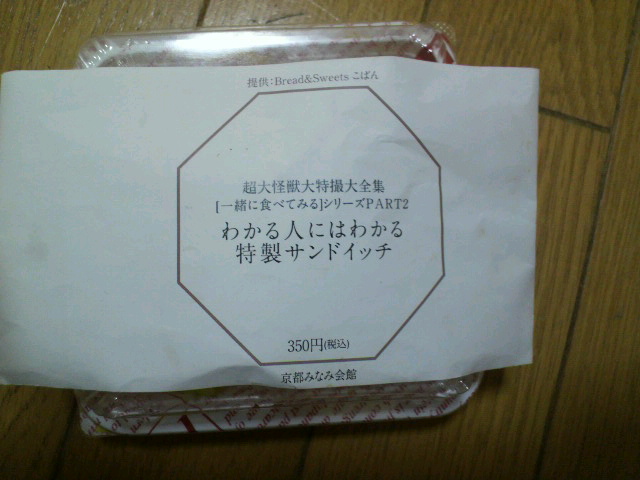 提供:Bread&Sweets こばん
超大怪獣大特撮大全集
[一緒に食べてみる]シリーズPART2
わかる人にはわかる
特製サンドイッチ
350円(税込)
京都みなみ会館
1